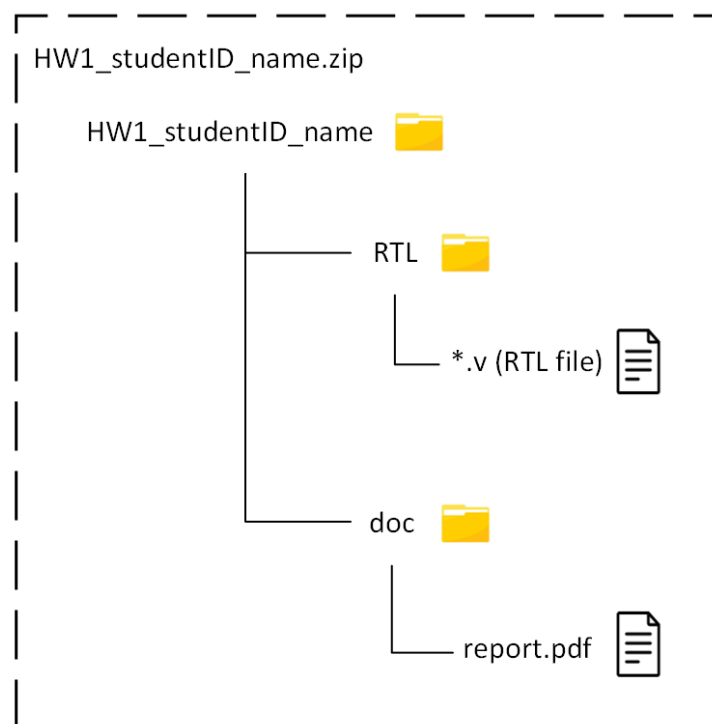 HW1_studentID_name.zip
HW1_studentID_name
RTL
*.v (RTL file)
doc
report.pdf